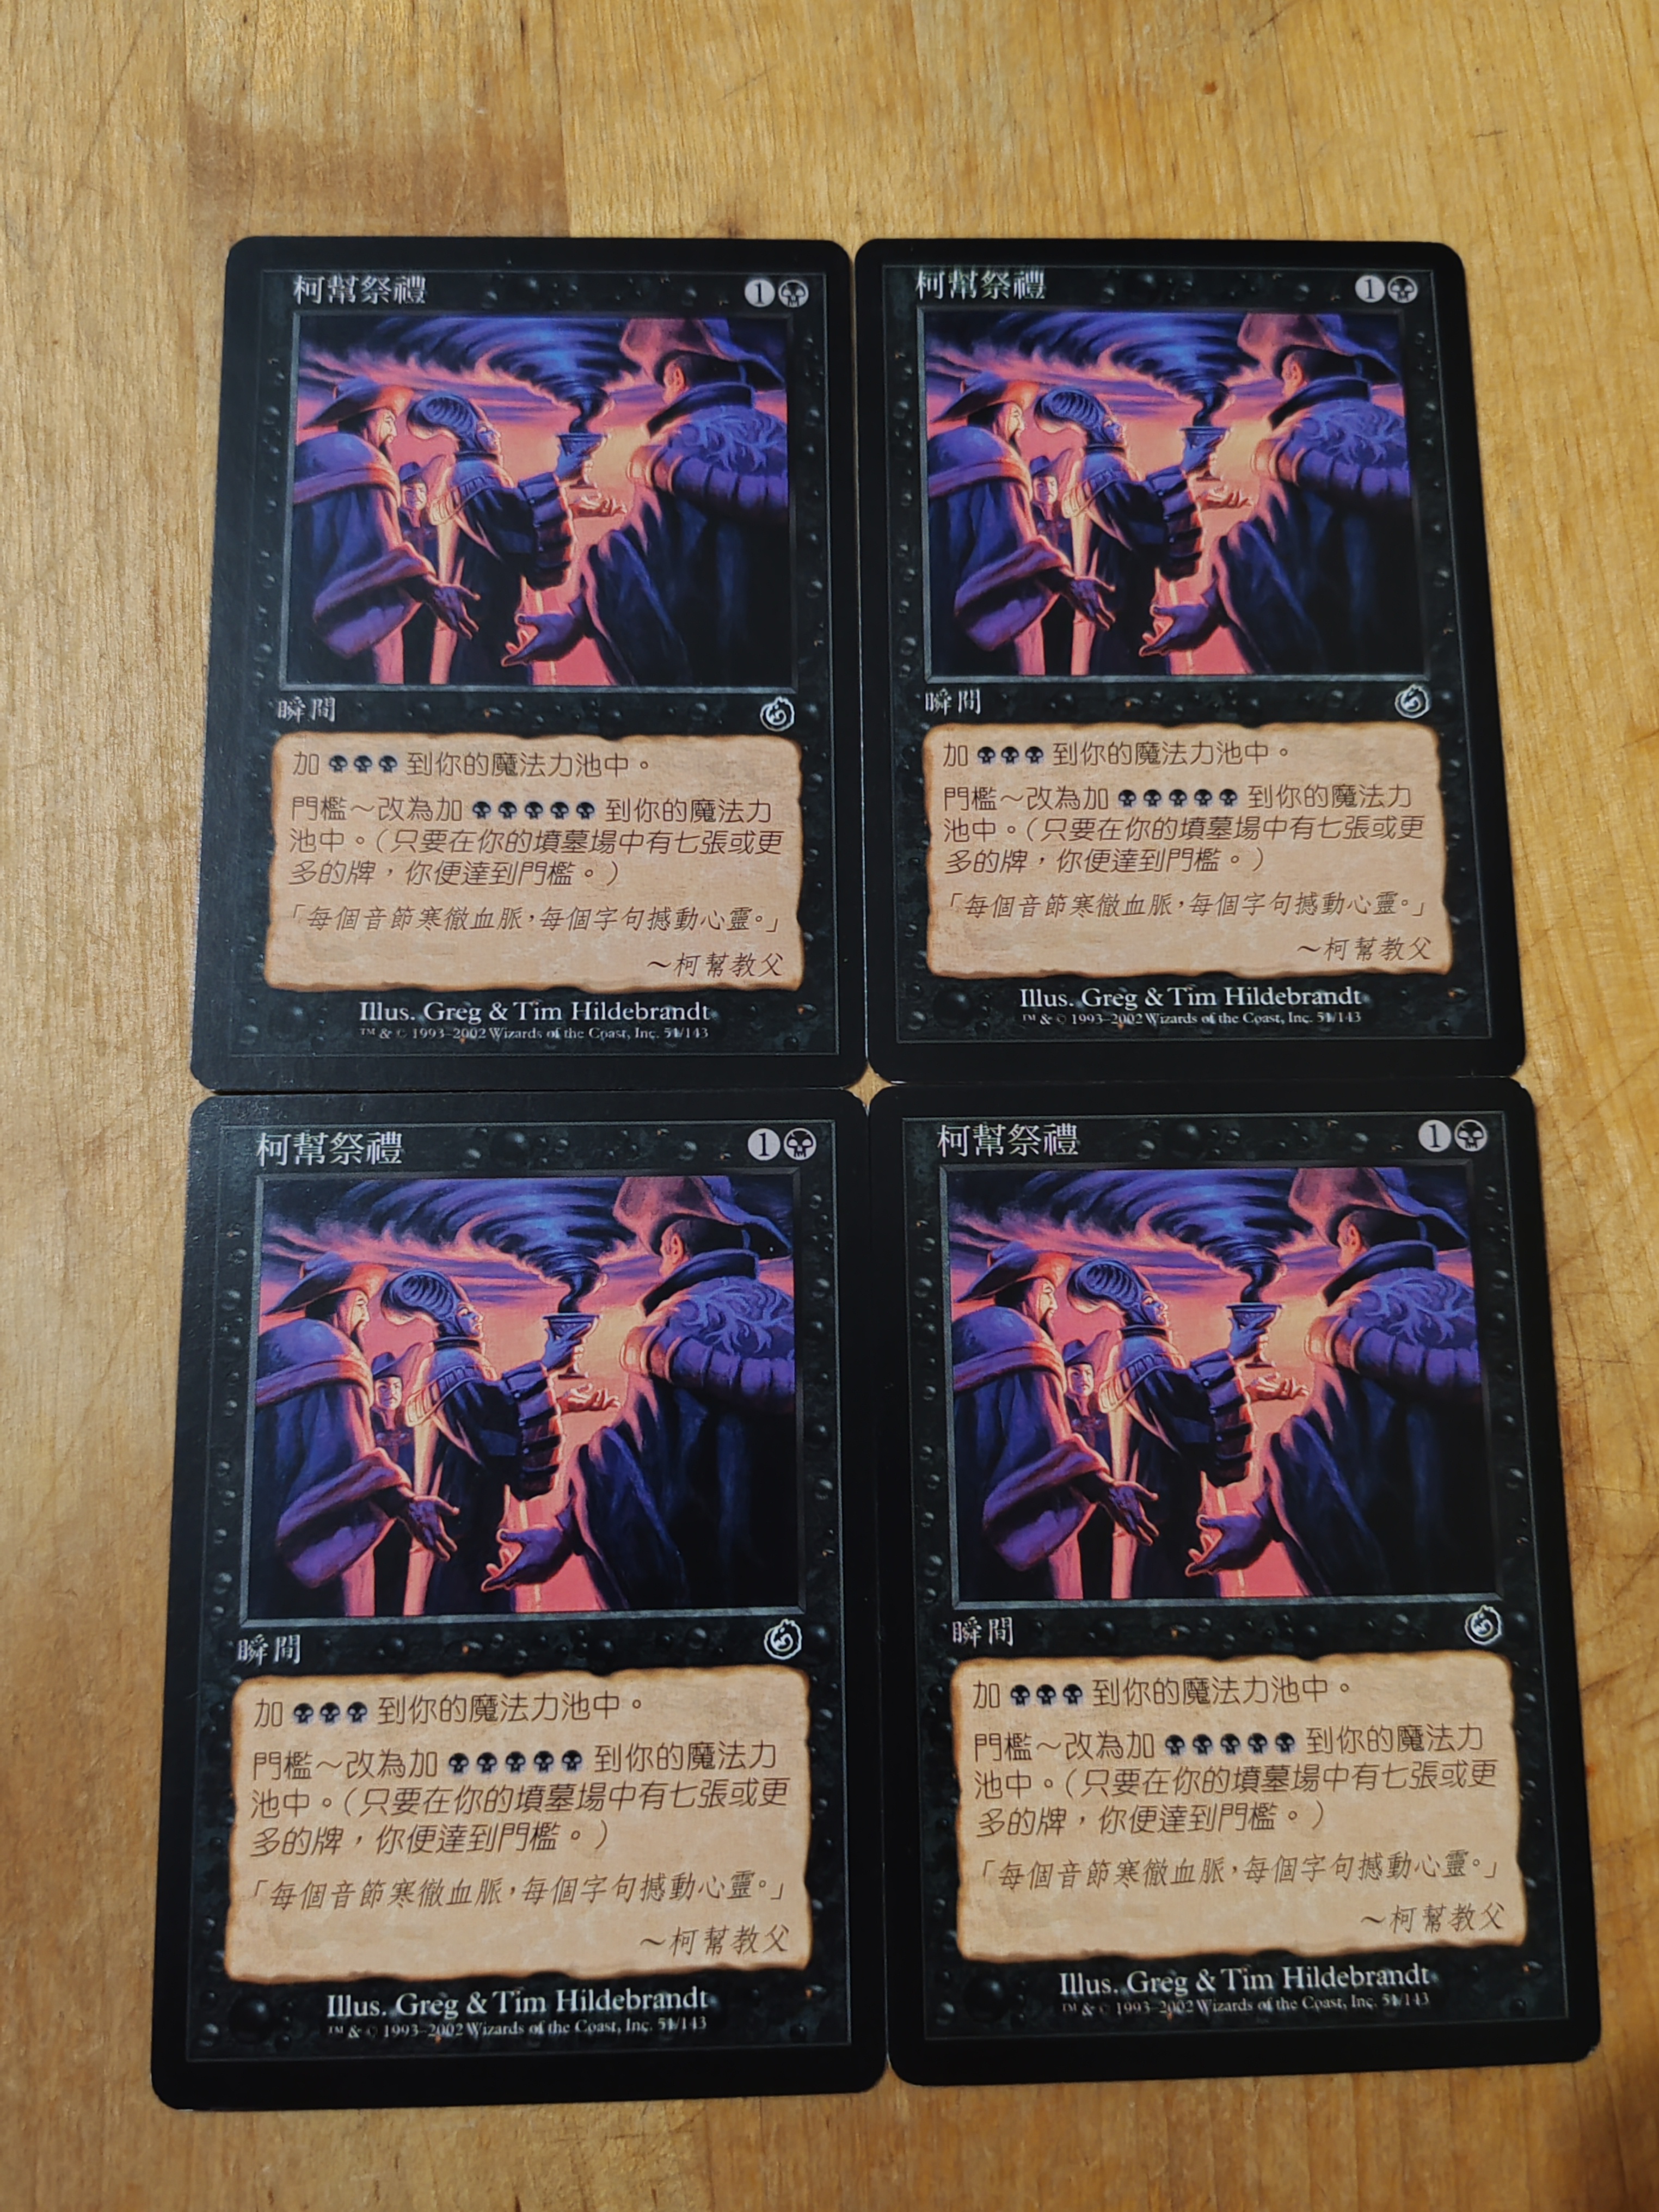 柯幫祭禮 1
瞬間
加 到你的魔法力池中。
門檻～改為加 到你的魔法力
池中。(只要在你的墳墓場中有七張或更
多的牌，你便達到門檻。)
「每個音節寒徹血脈，每個字句撼動心靈。」
～柯幫教父
Illus. Greg & Tim Hildebrandt
™ & © 1993-2002 Wizards of the Coast, Inc. 51/143
柯幫祭禮 1
瞬間
加 到你的魔法力池中。
門檻～改為加 到你的魔法力
池中。(只要在你的墳墓場中有七張或更
多的牌，你便達到門檻。)
「每個音節寒徹血脈，每個字句撼動心靈。」
～柯幫教父
Illus. Greg & Tim Hildebrandt
™ & © 1993-2002 Wizards of the Coast, Inc. 51/143
柯幫祭禮 1
瞬間
加 到你的魔法力池中。
門檻～改為加 到你的魔法力
池中。(只要在你的墳墓場中有七張或更
多的牌，你便達到門檻。)
「每個音節寒徹血脈，每個字句撼動心靈。」
～柯幫教父
Illus. Greg & Tim Hildebrandt
™ & © 1993-2002 Wizards of the Coast, Inc. 51/143
柯幫祭禮 1
瞬間
加 到你的魔法力池中。
門檻～改為加 到你的魔法力
池中。(只要在你的墳墓場中有七張或更
多的牌，你便達到門檻。)
「每個音節寒徹血脈，每個字句撼動心靈。」
～柯幫教父
Illus. Greg & Tim Hildebrandt
™ & © 1993-2002 Wizards of the Coast, Inc. 51/143